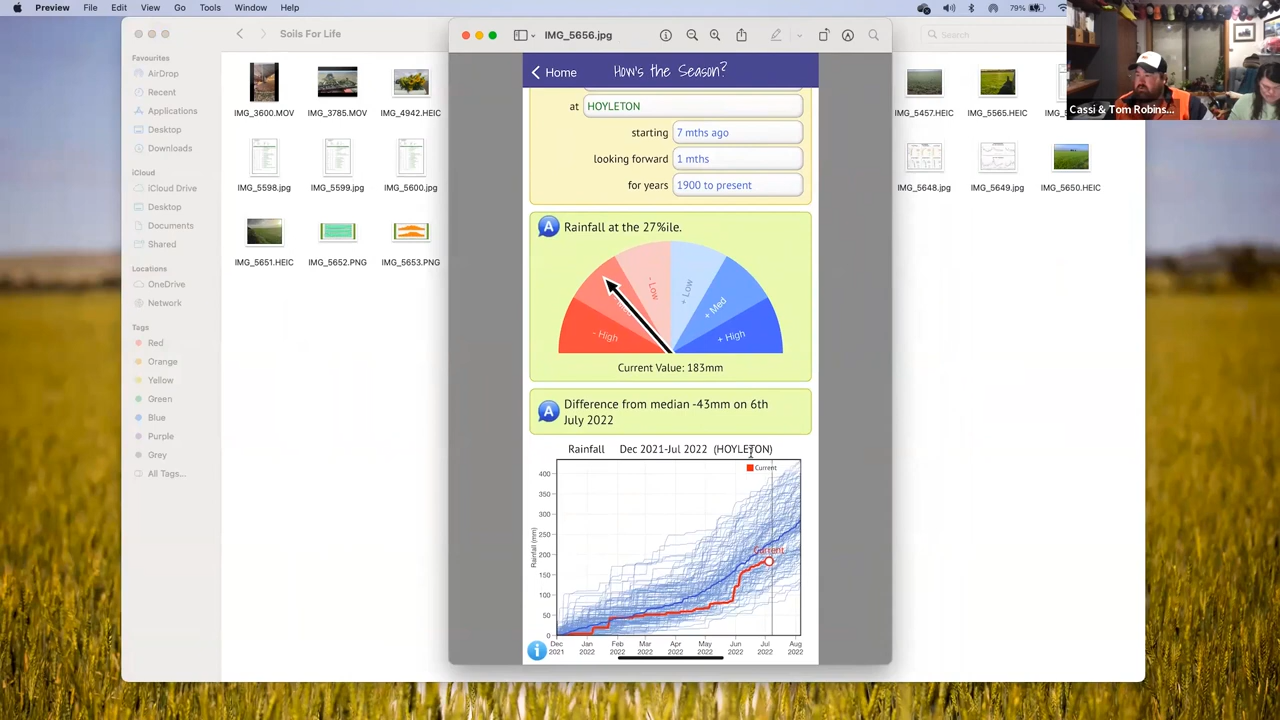 Preview File Edit View Go Tools Window Help
79%
Soils For Life
Search
Favourites
AirDrop
Recent
Applications
Desktop
Downloads
iCloud
iCloud Drive
Desktop
Documents
Shared
Locations
OneDrive
Network
Tags
Red
Orange
Yellow
Green
Blue
Purple
Grey
All Tags...
IMG_3600.MOV IMG_3785.MOV IMG_4942.HEIC
IMG_5598.jpg IMG_5599.jpg IMG_5600.jpg
IMG_5651.HEIC IMG_5652.PNG IMG_5653.PNG
IMG_5656.jpg
Home How's the Season?
at HOYLETON
starting 7 mths ago
looking forward 1 mths
for years 1900 to present
A Rainfall at the 27%ile.
- High
- Low
+ Low
+ Med
+ High
Current Value: 183mm
A Difference from median -43mm on 6th
July 2022
Rainfall Dec 2021-Jul 2022 (HOYLETON)
Current
Rainfall (mm)
400
350
300
250
200
150
100
50
0
Current
Dec Jan Feb Mar Apr May Jun Jul Aug
2021 2022 2022 2022 2022 2022 2022 2022 2022
i
IMG_5457.HEIC IMG_5565.HEIC
IMG_5648.jpg IMG_5649.jpg IMG_5650.HEIC
Cassi & Tom Robins...